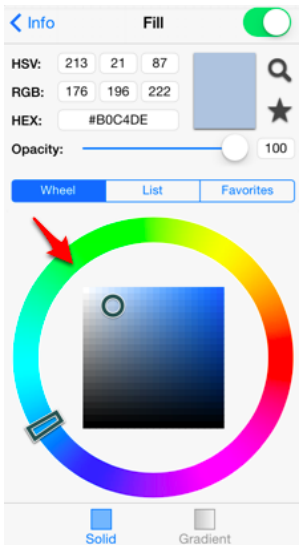 Info Fill
HSV: 213 21 87
RGB: 176 196 222
HEX: #B0C4DE
Opacity: 100
Wheel List Favorites
Solid Gradient